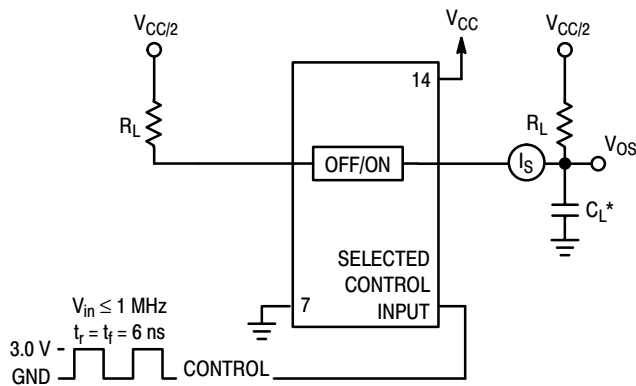 VCC/2
VCC
VCC/2
14
RL
RL
VOS
OFF/ON
IS
CL*
SELECTED
CONTROL
INPUT
7
Vin ≤ 1 MHz
tr = tf = 6 ns
3.0 V
GND
CONTROL